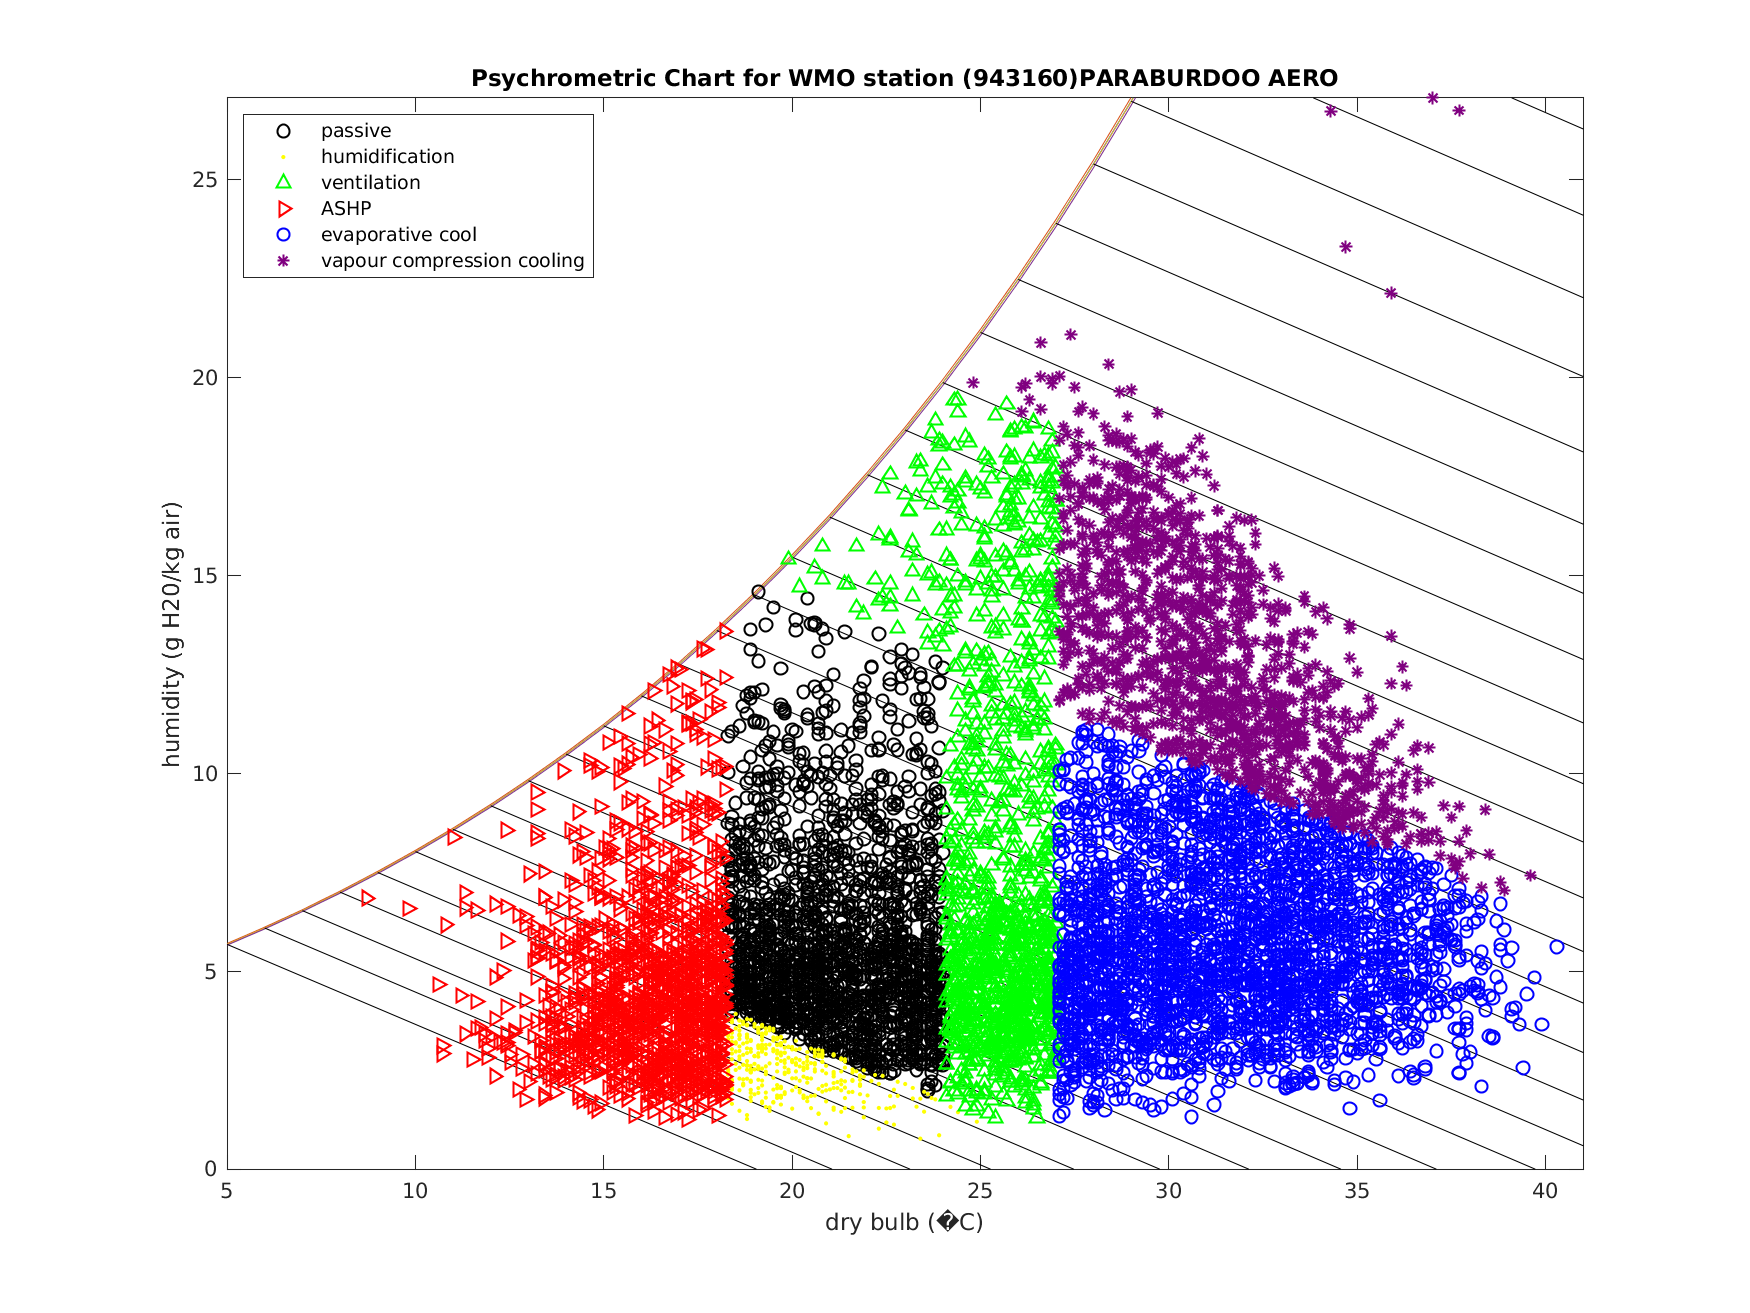 Psychrometric Chart for WMO station (943160)PARABURDOO AERO
passive
humidification
ventilation
ASHP
evaporative cool
vapour compression cooling
humidity (g H20/kg air)
25
20
15
10
5
0
5 10 15 20 25 30 35 40
dry bulb (�C)